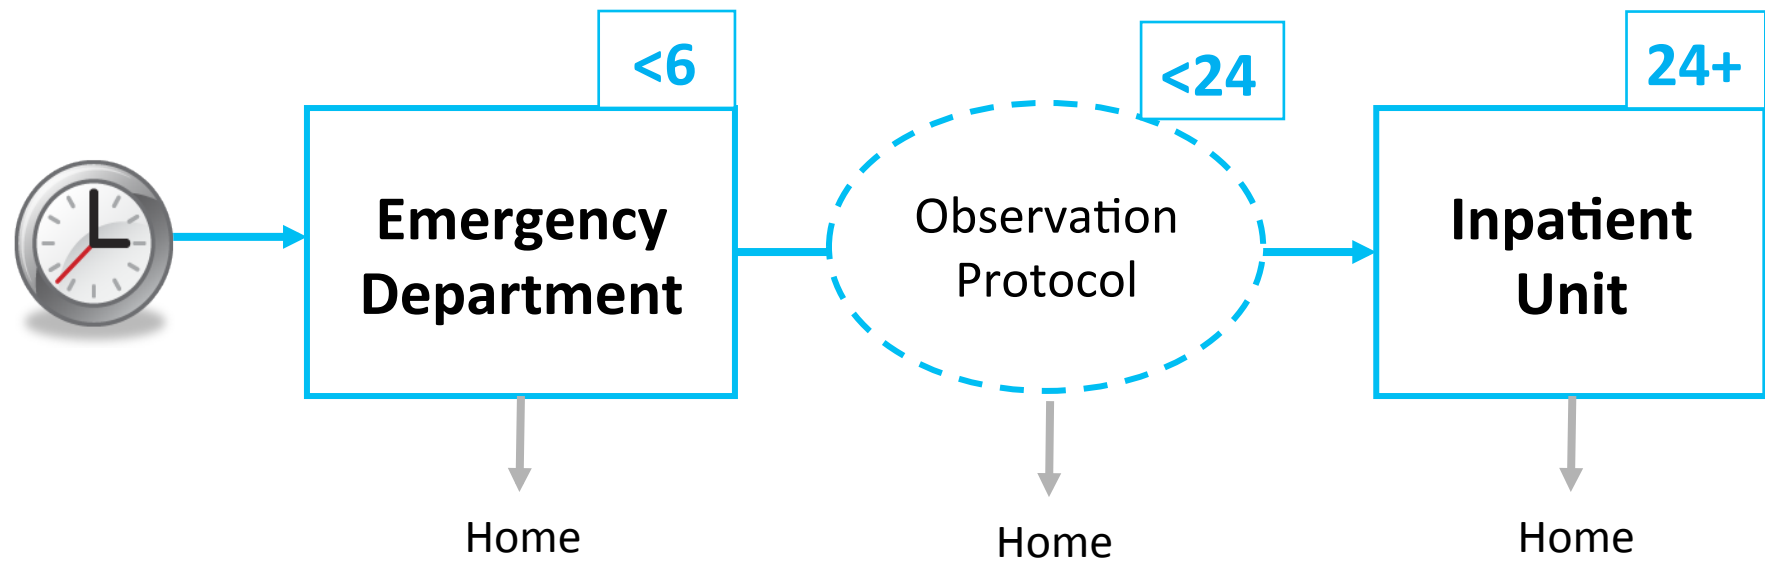 <6
<24
24+
Emergency
Department
Observation
Protocol
Inpatient
Unit
Home
Home
Home